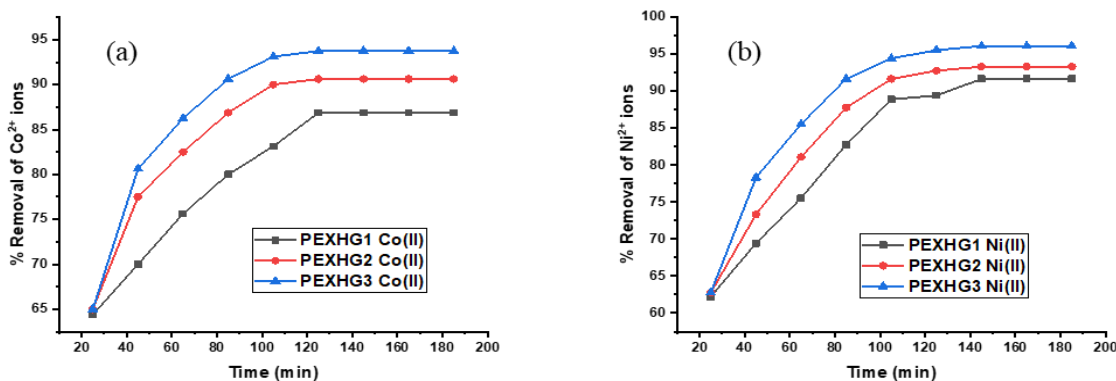 (a)
% Removal of Co²⁺ ions
95
90
85
80
75
70
65
PEXHG1 Co(II)
PEXHG2 Co(II)
PEXHG3 Co(II)
20 40 60 80 100 120 140 160 180 200
Time (min)
(b)
% Removal of Ni²⁺ ions
100
95
90
85
80
75
70
65
60
PEXHG1 Ni(II)
PEXHG2 Ni(II)
PEXHG3 Ni(II)
20 40 60 80 100 120 140 160 180 200
Time (min)